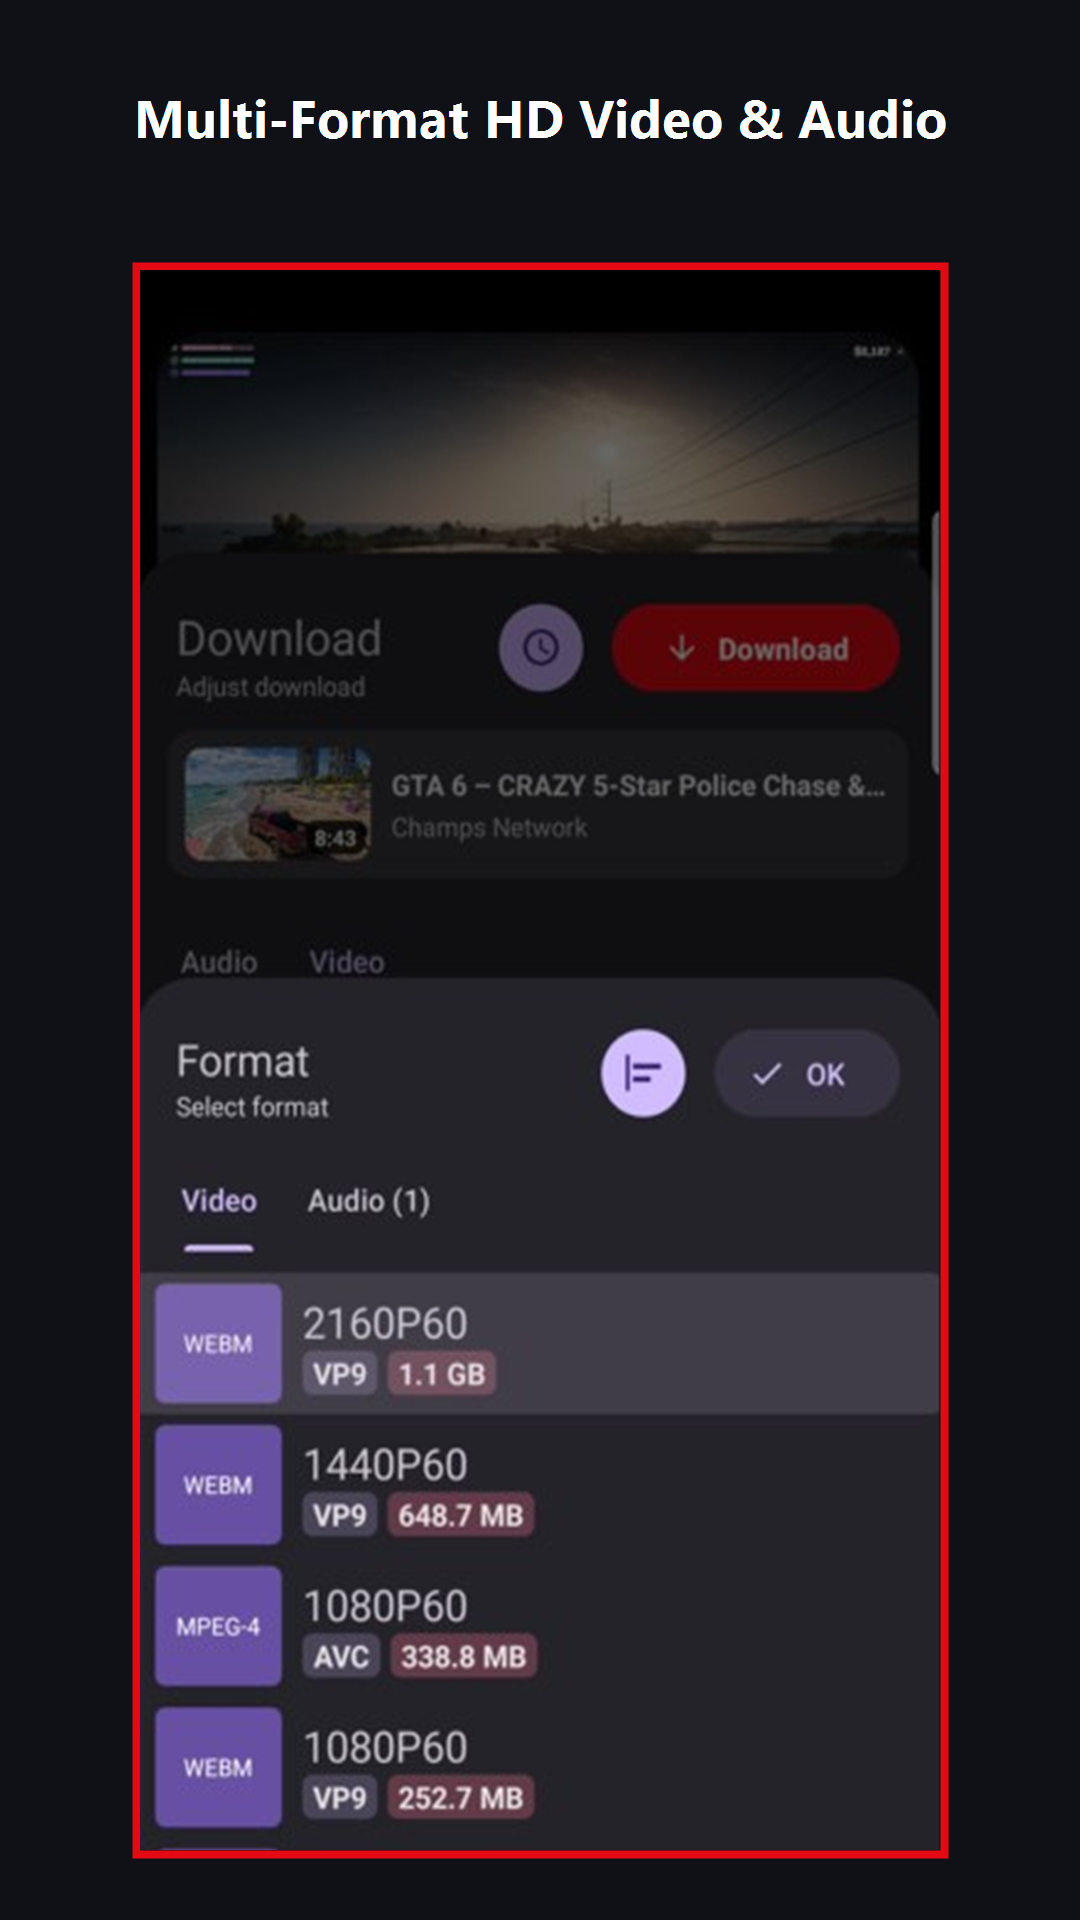 Multi-Format HD Video & Audio
Download
Adjust download
Download
8:43
GTA 6 – CRAZY 5-Star Police Chase &...
Champs Network
Audio Video
Format
Select format
OK
Video Audio (1)
WEBM
2160P60
VP9 1.1 GB
WEBM
1440P60
VP9 648.7 MB
MPEG-4
1080P60
AVC 338.8 MB
WEBM
1080P60
VP9 252.7 MB